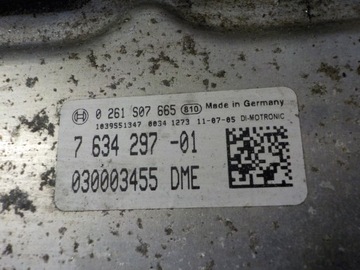 0 261 S07 665 B10 Made in Germany
1039S51347 0034 1273 11-07-05 DI-MOTRONIC
7 634 297 -01
030003455 DME